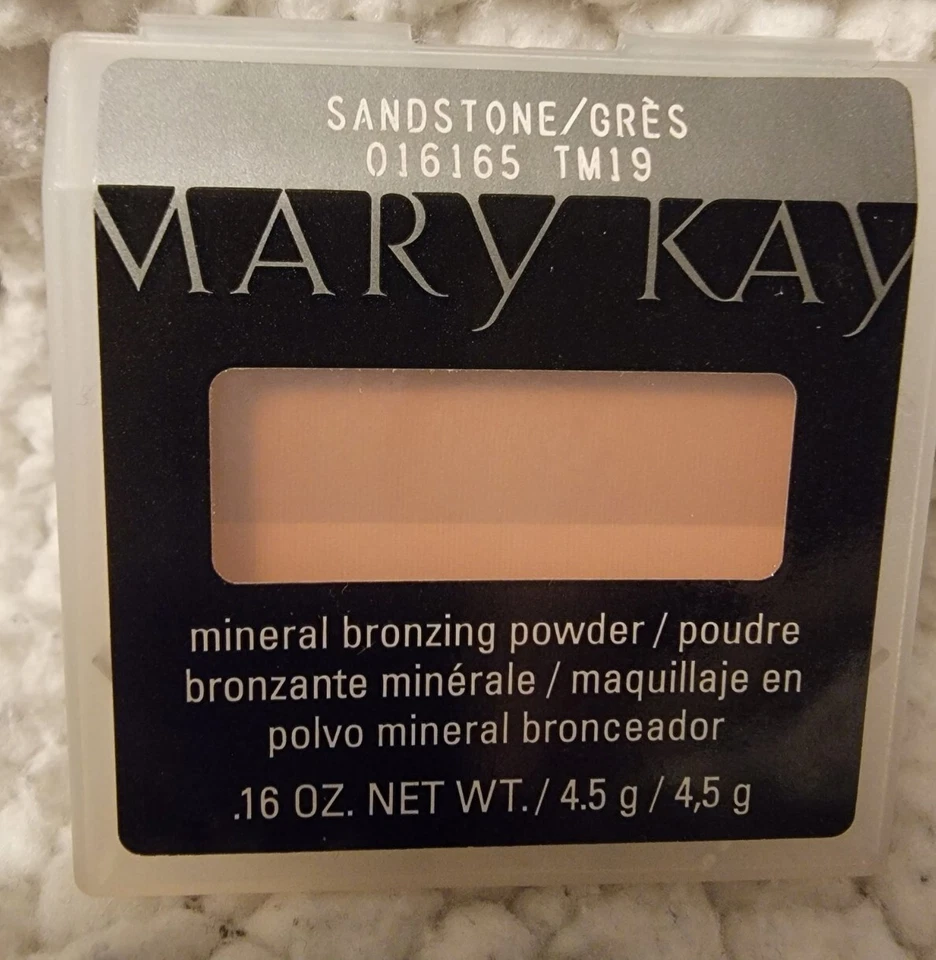 SANDSTONE/GRÈS
016165 TM19
MARY KAY
mineral bronzing powder / poudre
bronzante minérale / maquillaje en
polvo mineral bronceador
.16 OZ. NET WT. / 4.5 g / 4,5 g